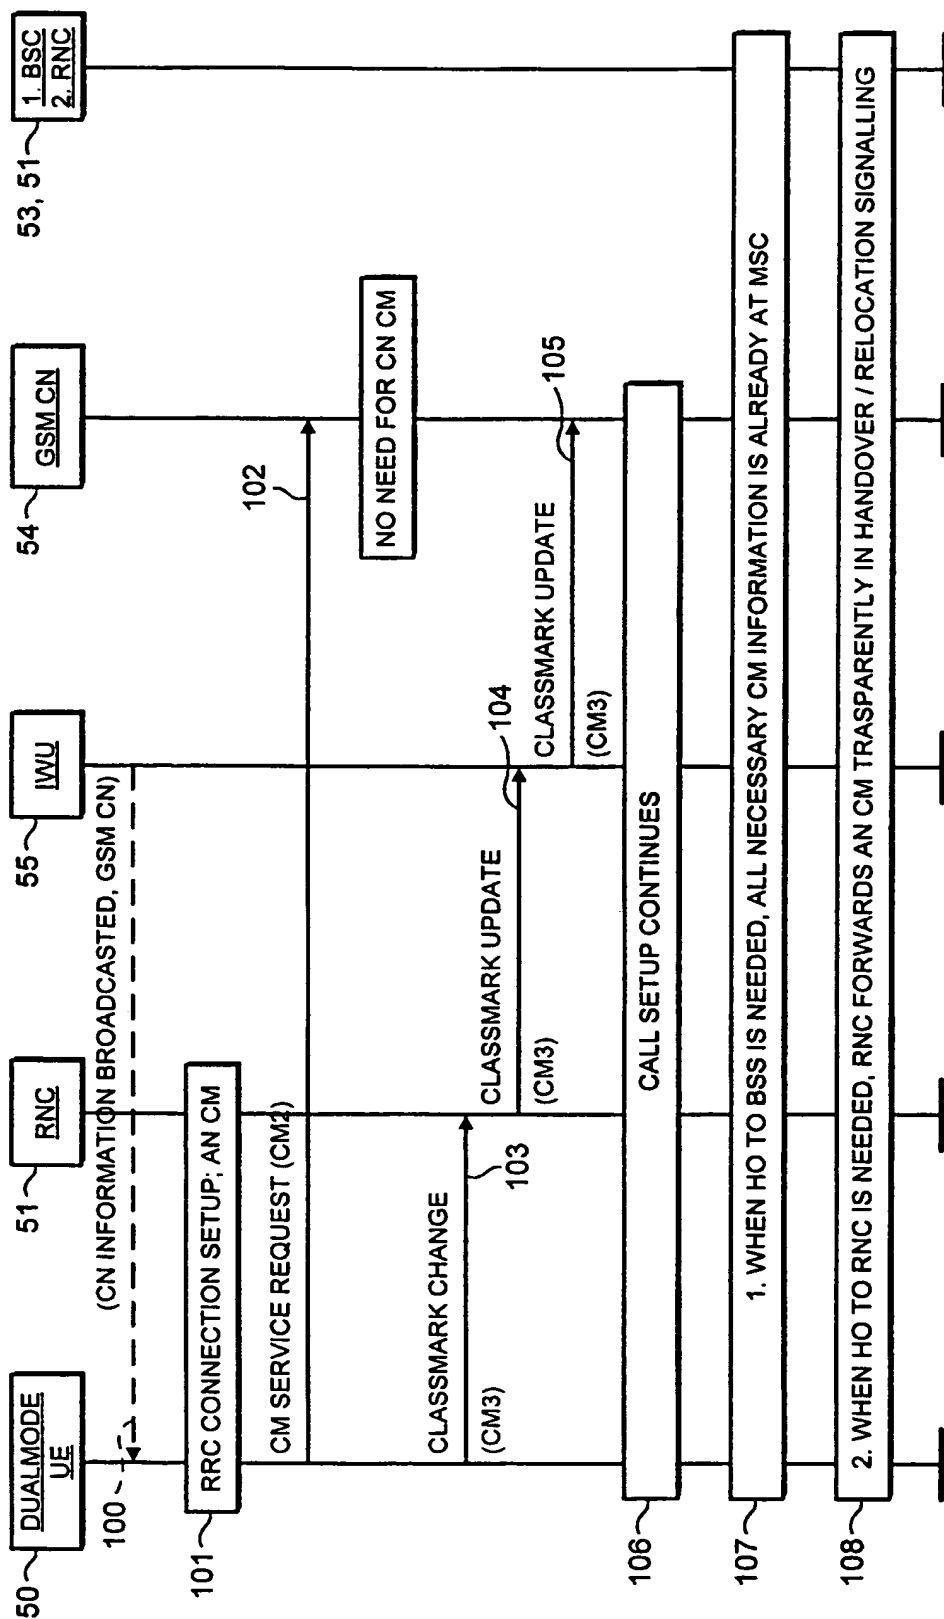 50
DUALMODE
UE
51
RNC
55
IWU
54
GSM CN
53, 51
1. BSC
2. RNC
100
(CN INFORMATION BROADCASTED, GSM CN)
101
RRC CONNECTION SETUP; AN CM
CM SERVICE REQUEST (CM2)
102
NO NEED FOR CN CM
CLASSMARK CHANGE
(CM3)
103
CLASSMARK UPDATE
(CM3)
104
CLASSMARK UPDATE
(CM3)
105
106
CALL SETUP CONTINUES
107
1. WHEN HO TO BSS IS NEEDED, ALL NECESSARY CM INFORMATION IS ALREADY AT MSC
108
2. WHEN HO TO RNC IS NEEDED, RNC FORWARDS AN CM TRASPARENTLY IN HANDOVER / RELOCATION SIGNALLING